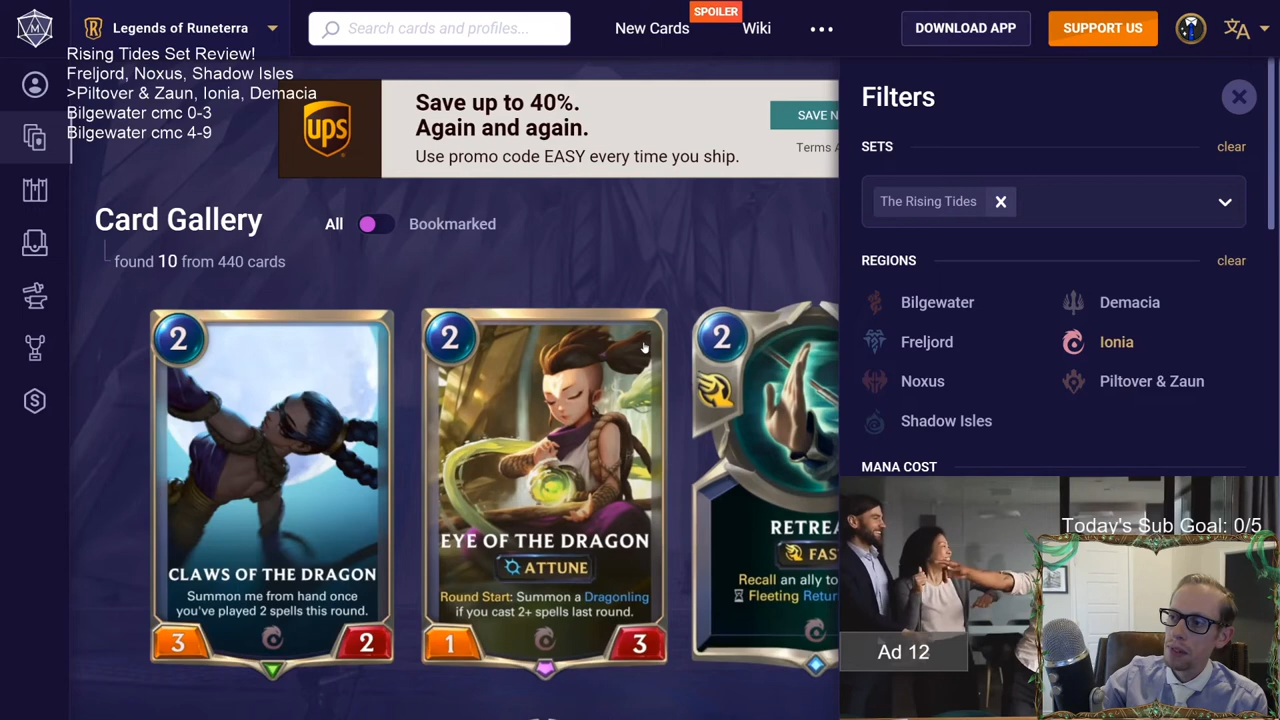 Legends of Runeterra
Search cards and profiles...
New Cards
SPOILER
Wiki
DOWNLOAD APP
SUPPORT US
Rising Tides Set Review!
Freljord, Noxus, Shadow Isles
>Piltover & Zaun, Ionia, Demacia
Bilgewater cmc 0-3
Bilgewater cmc 4-9
ups
Save up to 40%.
Again and again.
Use promo code EASY every time you ship.
SAVE N
Terms A
Filters
SETS
clear
The Rising Tides
REGIONS
clear
Bilgewater
Demacia
Freljord
Ionia
Noxus
Piltover & Zaun
Shadow Isles
MANA COST
Card Gallery
All
Bookmarked
found 10 from 440 cards
2
CLAWS OF THE DRAGON
Summon me from hand once
you've played 2 spells this round.
3
2
2
EYE OF THE DRAGON
ATTUNE
Round Start: Summon a Dragonling
if you cast 2+ spells last round.
1
3
2
RETREA
FAS
Recall an ally to
Fleeting Retur
Today's Sub Goal: 0/5
Ad 12